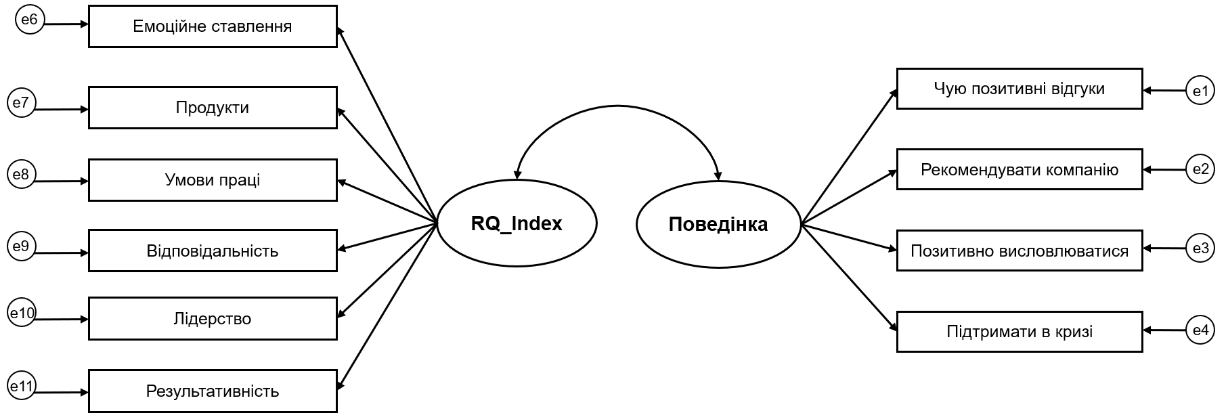 e6
Емоційне ставлення
e7
Продукти
e8
Умови праці
e9
Відповідальність
e10
Лідерство
e11
Результативність
RQ_Index
Поведінка
Чую позитивні відгуки
e1
Рекомендувати компанію
e2
Позитивно висловлюватися
e3
Підтримати в кризі
e4